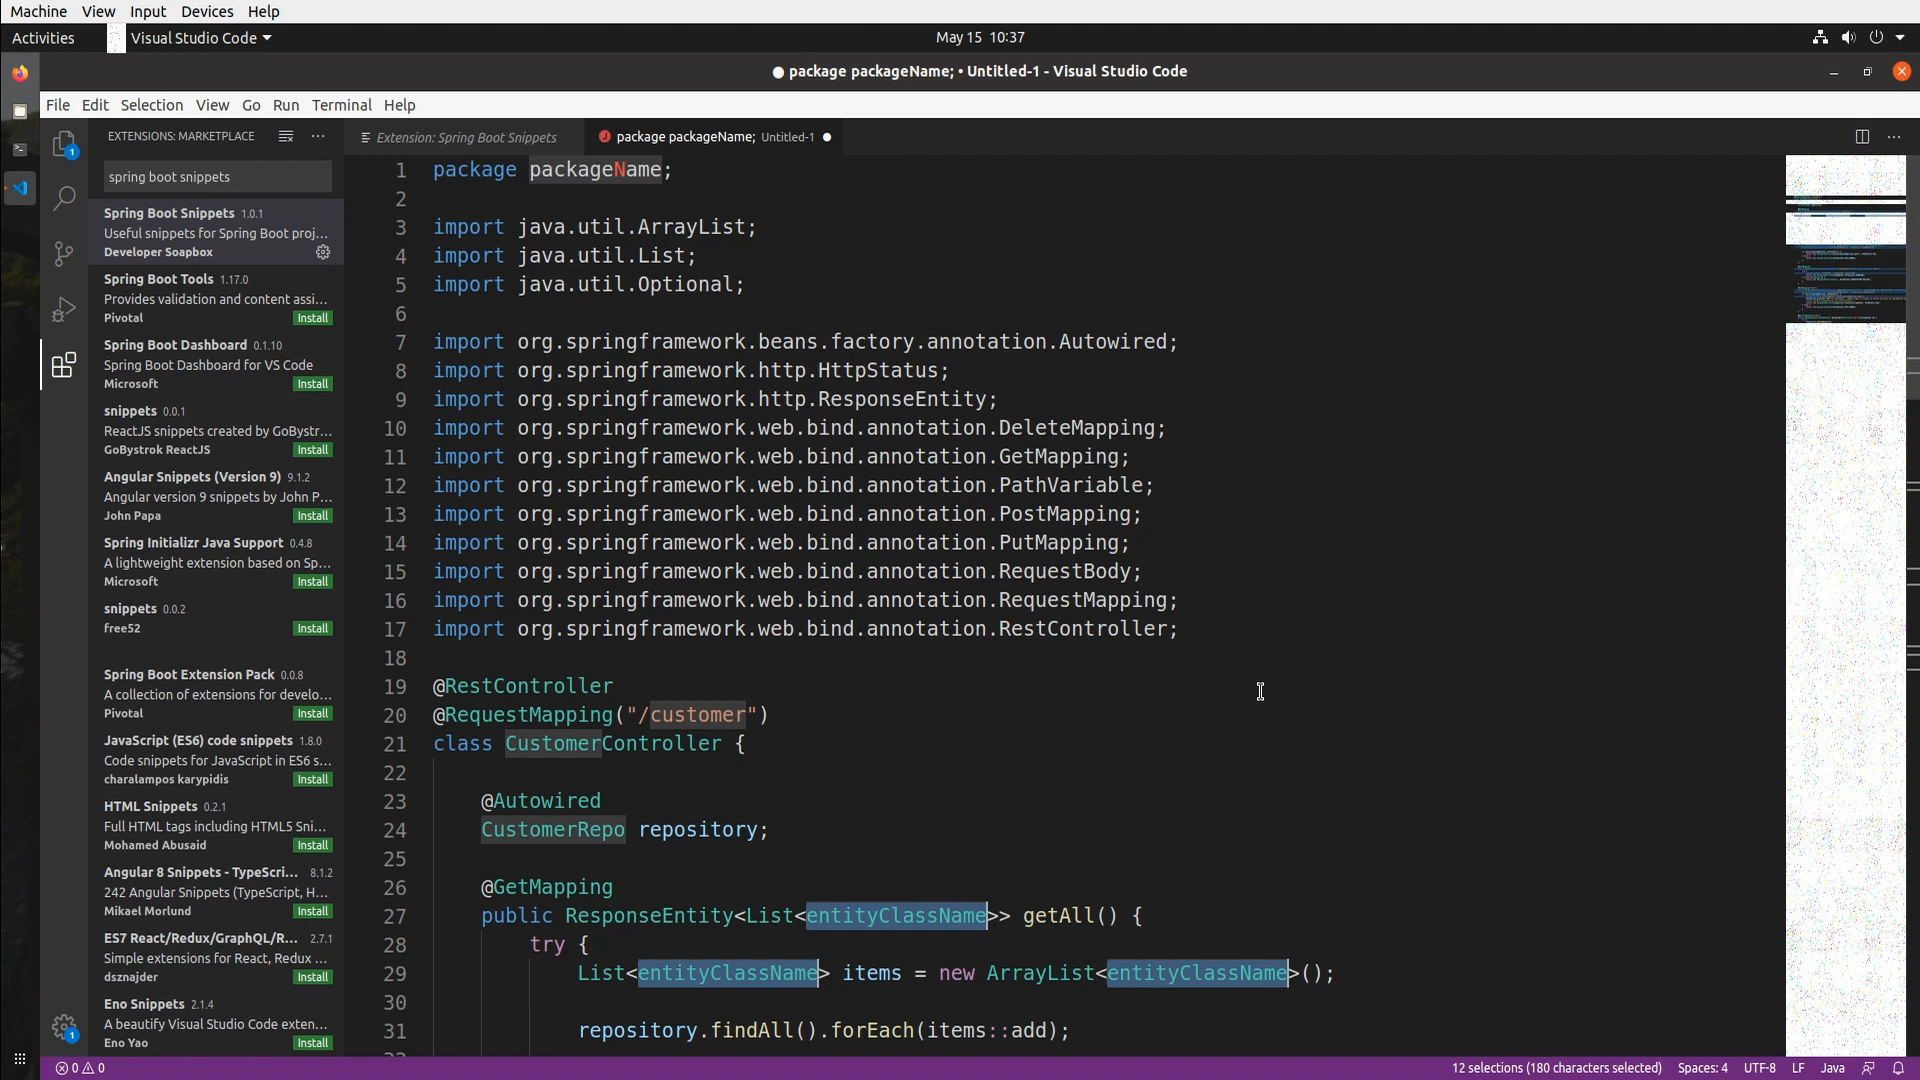 Machine View Input Devices Help
Activities Visual Studio Code May 15 10:37
● package packageName; • Untitled-1 - Visual Studio Code
File Edit Selection View Go Run Terminal Help
EXTENSIONS: MARKETPLACE
Extension: Spring Boot Snippets
package packageName; Untitled-1
spring boot snippets
Spring Boot Snippets 1.0.1
Useful snippets for Spring Boot proj...
Developer Soapbox
Spring Boot Tools 1.17.0
Provides validation and content assi...
Pivotal Install
Spring Boot Dashboard 0.1.10
Spring Boot Dashboard for VS Code
Microsoft Install
snippets 0.0.1
ReactJS snippets created by GoBystr...
GoBystrok ReactJS Install
Angular Snippets (Version 9) 9.1.2
Angular version 9 snippets by John P...
John Papa Install
Spring Initializr Java Support 0.4.8
A lightweight extension based on Sp...
Microsoft Install
snippets 0.0.2
free52 Install
Spring Boot Extension Pack 0.0.8
A collection of extensions for develo...
Pivotal Install
JavaScript (ES6) code snippets 1.8.0
Code snippets for JavaScript in ES6 s...
charalampos karypidis Install
HTML Snippets 0.2.1
Full HTML tags including HTML5 Sni...
Mohamed Abusaid Install
Angular 8 Snippets - TypeScri... 8.1.2
242 Angular Snippets (TypeScript, H...
Mikael Morlund Install
ES7 React/Redux/GraphQL/R... 2.7.1
Simple extensions for React, Redux ...
dsznajder Install
Eno Snippets 2.1.4
A beautify Visual Studio Code exten...
Eno Yao Install
1 package packageName;
2
3 import java.util.ArrayList;
4 import java.util.List;
5 import java.util.Optional;
6
7 import org.springframework.beans.factory.annotation.Autowired;
8 import org.springframework.http.HttpStatus;
9 import org.springframework.http.ResponseEntity;
10 import org.springframework.web.bind.annotation.DeleteMapping;
11 import org.springframework.web.bind.annotation.GetMapping;
12 import org.springframework.web.bind.annotation.PathVariable;
13 import org.springframework.web.bind.annotation.PostMapping;
14 import org.springframework.web.bind.annotation.PutMapping;
15 import org.springframework.web.bind.annotation.RequestBody;
16 import org.springframework.web.bind.annotation.RequestMapping;
17 import org.springframework.web.bind.annotation.RestController;
18
19 @RestController
20 @RequestMapping("/customer")
21 class CustomerController {
22
23 @Autowired
24 CustomerRepo repository;
25
26 @GetMapping
27 public ResponseEntity<List<entityClassName>> getAll() {
28 try {
29 List<entityClassName> items = new ArrayList<entityClassName>();
30
31 repository.findAll().forEach(items::add);
0 0 12 selections (180 characters selected) Spaces: 4 UTF-8 LF Java